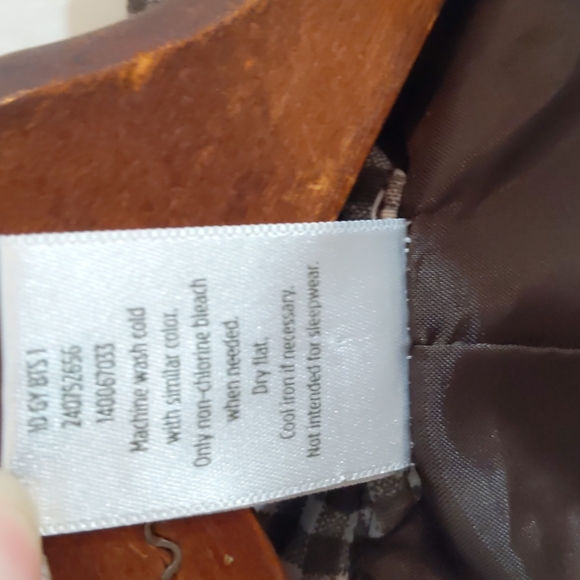 1D GY BTS 1
240752656
140067033
Machine wash cold
with similar color.
Only non-chlorine bleach
when needed.
Dry flat.
Cool iron if necessary.
Not intended for sleepwear.